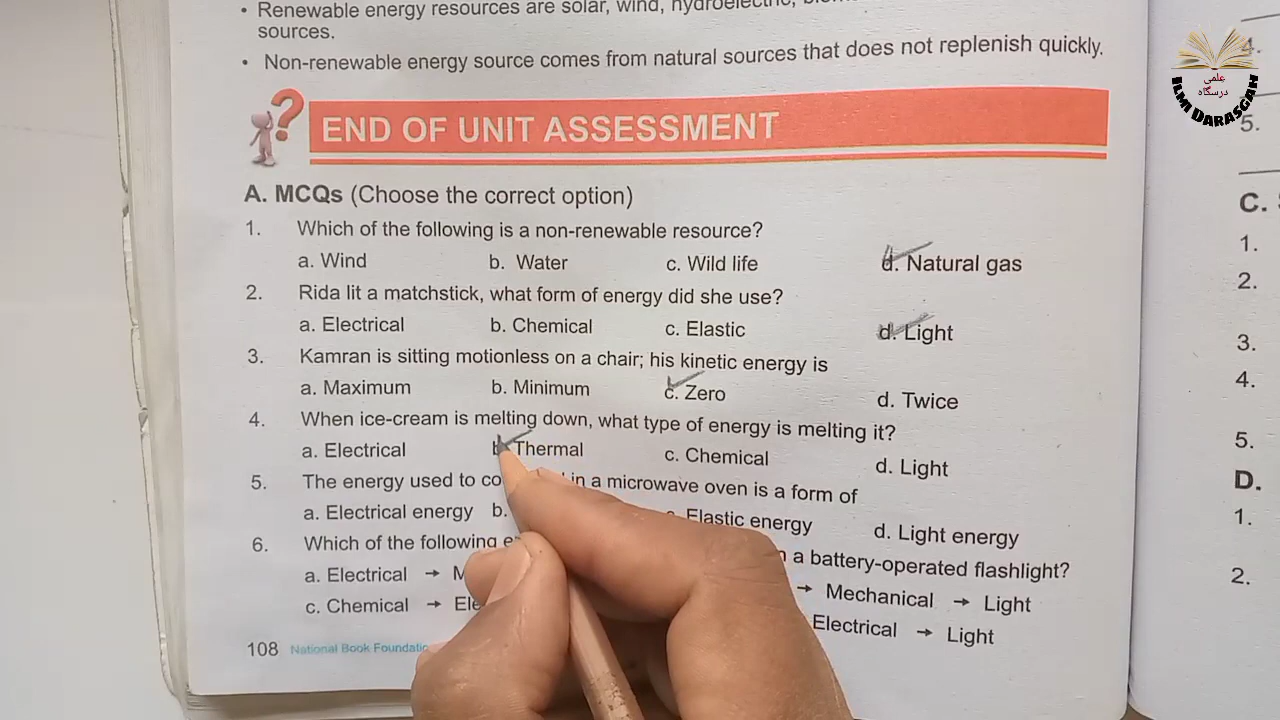 • Renewable energy resources are solar, wind, hydroelectric,
sources.
• Non-renewable energy source comes from natural sources that does not replenish quickly.
END OF UNIT ASSESSMENT
A. MCQs (Choose the correct option)
1. Which of the following is a non-renewable resource?
a. Wind b. Water c. Wild life d. Natural gas
2. Rida lit a matchstick, what form of energy did she use?
a. Electrical b. Chemical c. Elastic d. Light
3. Kamran is sitting motionless on a chair; his kinetic energy is
a. Maximum b. Minimum c. Zero d. Twice
4. When ice-cream is melting down, what type of energy is melting it?
a. Electrical b. Thermal c. Chemical d. Light
5. The energy used to in a microwave oven is a form of
a. Electrical energy b. Elastic energy d. Light energy
6. Which of the following a battery-operated flashlight?
a. Electrical → → Mechanical → Light
c. Chemical → Electrical → Light
108 National Book
4.
5.
C.
1.
2.
3.
4.
5.
D.
1.
2.
علمی
درسگاه
ILMI DARASGAH